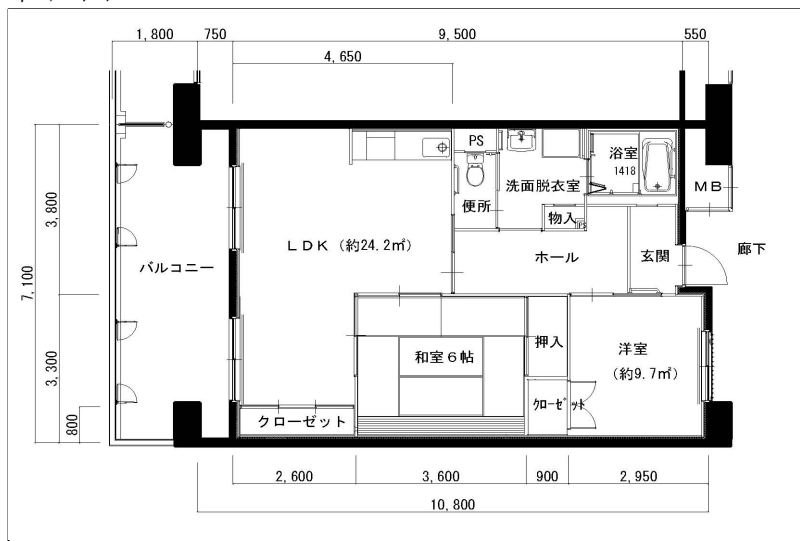 1,800
750
9,500
550
4,650
PS
浴室
1418
洗面脱衣室
MB
便所
物入
3,800
廊下
LDK（約24.2㎡）
ホール
玄関
バルコニー
7,100
和室６帖
押入
洋室
（約9.7㎡）
3,300
クローゼット
クローゼット
800
2,600
3,600
900
2,950
10,800